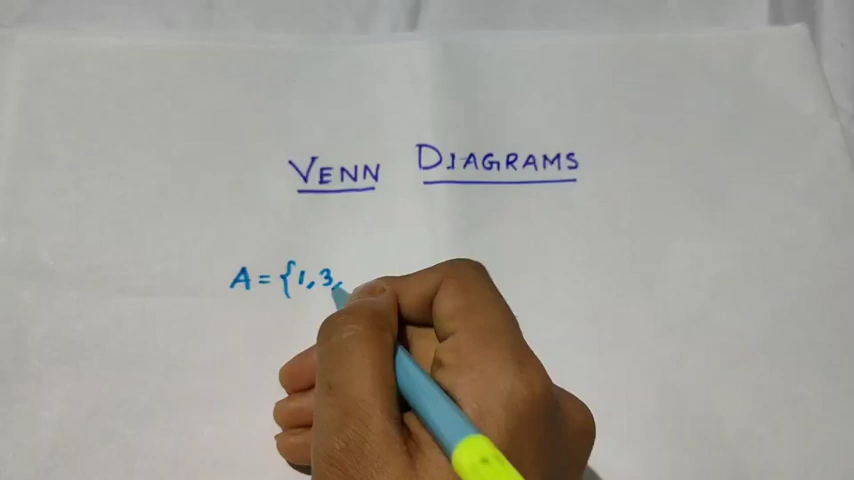 VENN DIAGRAMS
A = {1, 3,